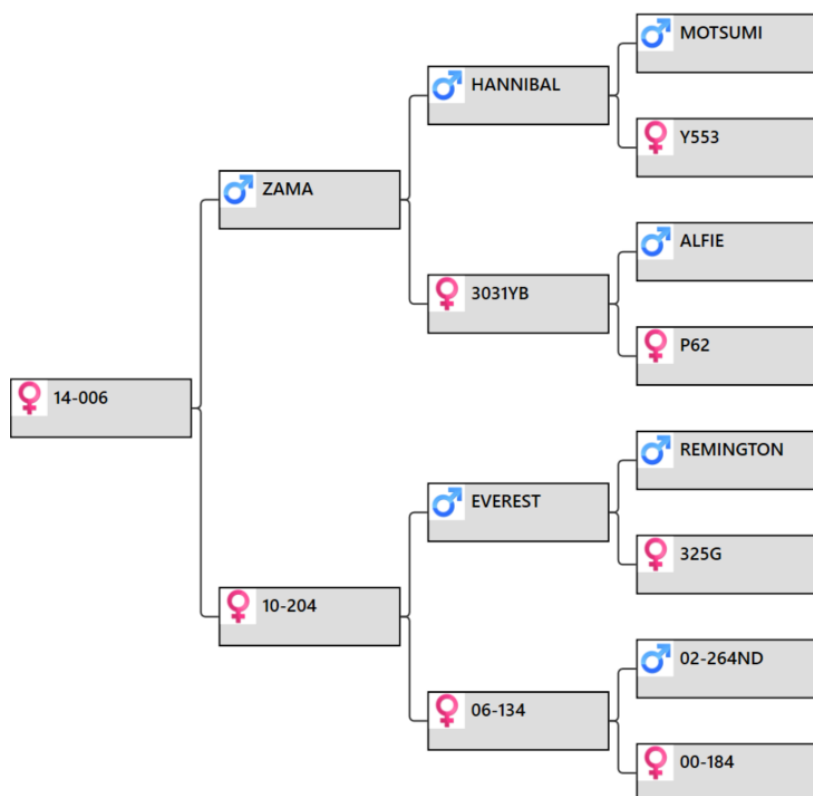 MOTSUMI
HANNIBAL
Y553
ZAMA
ALFIE
3031YB
P62
14-006
REMINGTON
EVEREST
325G
10-204
02-264ND
06-134
00-184